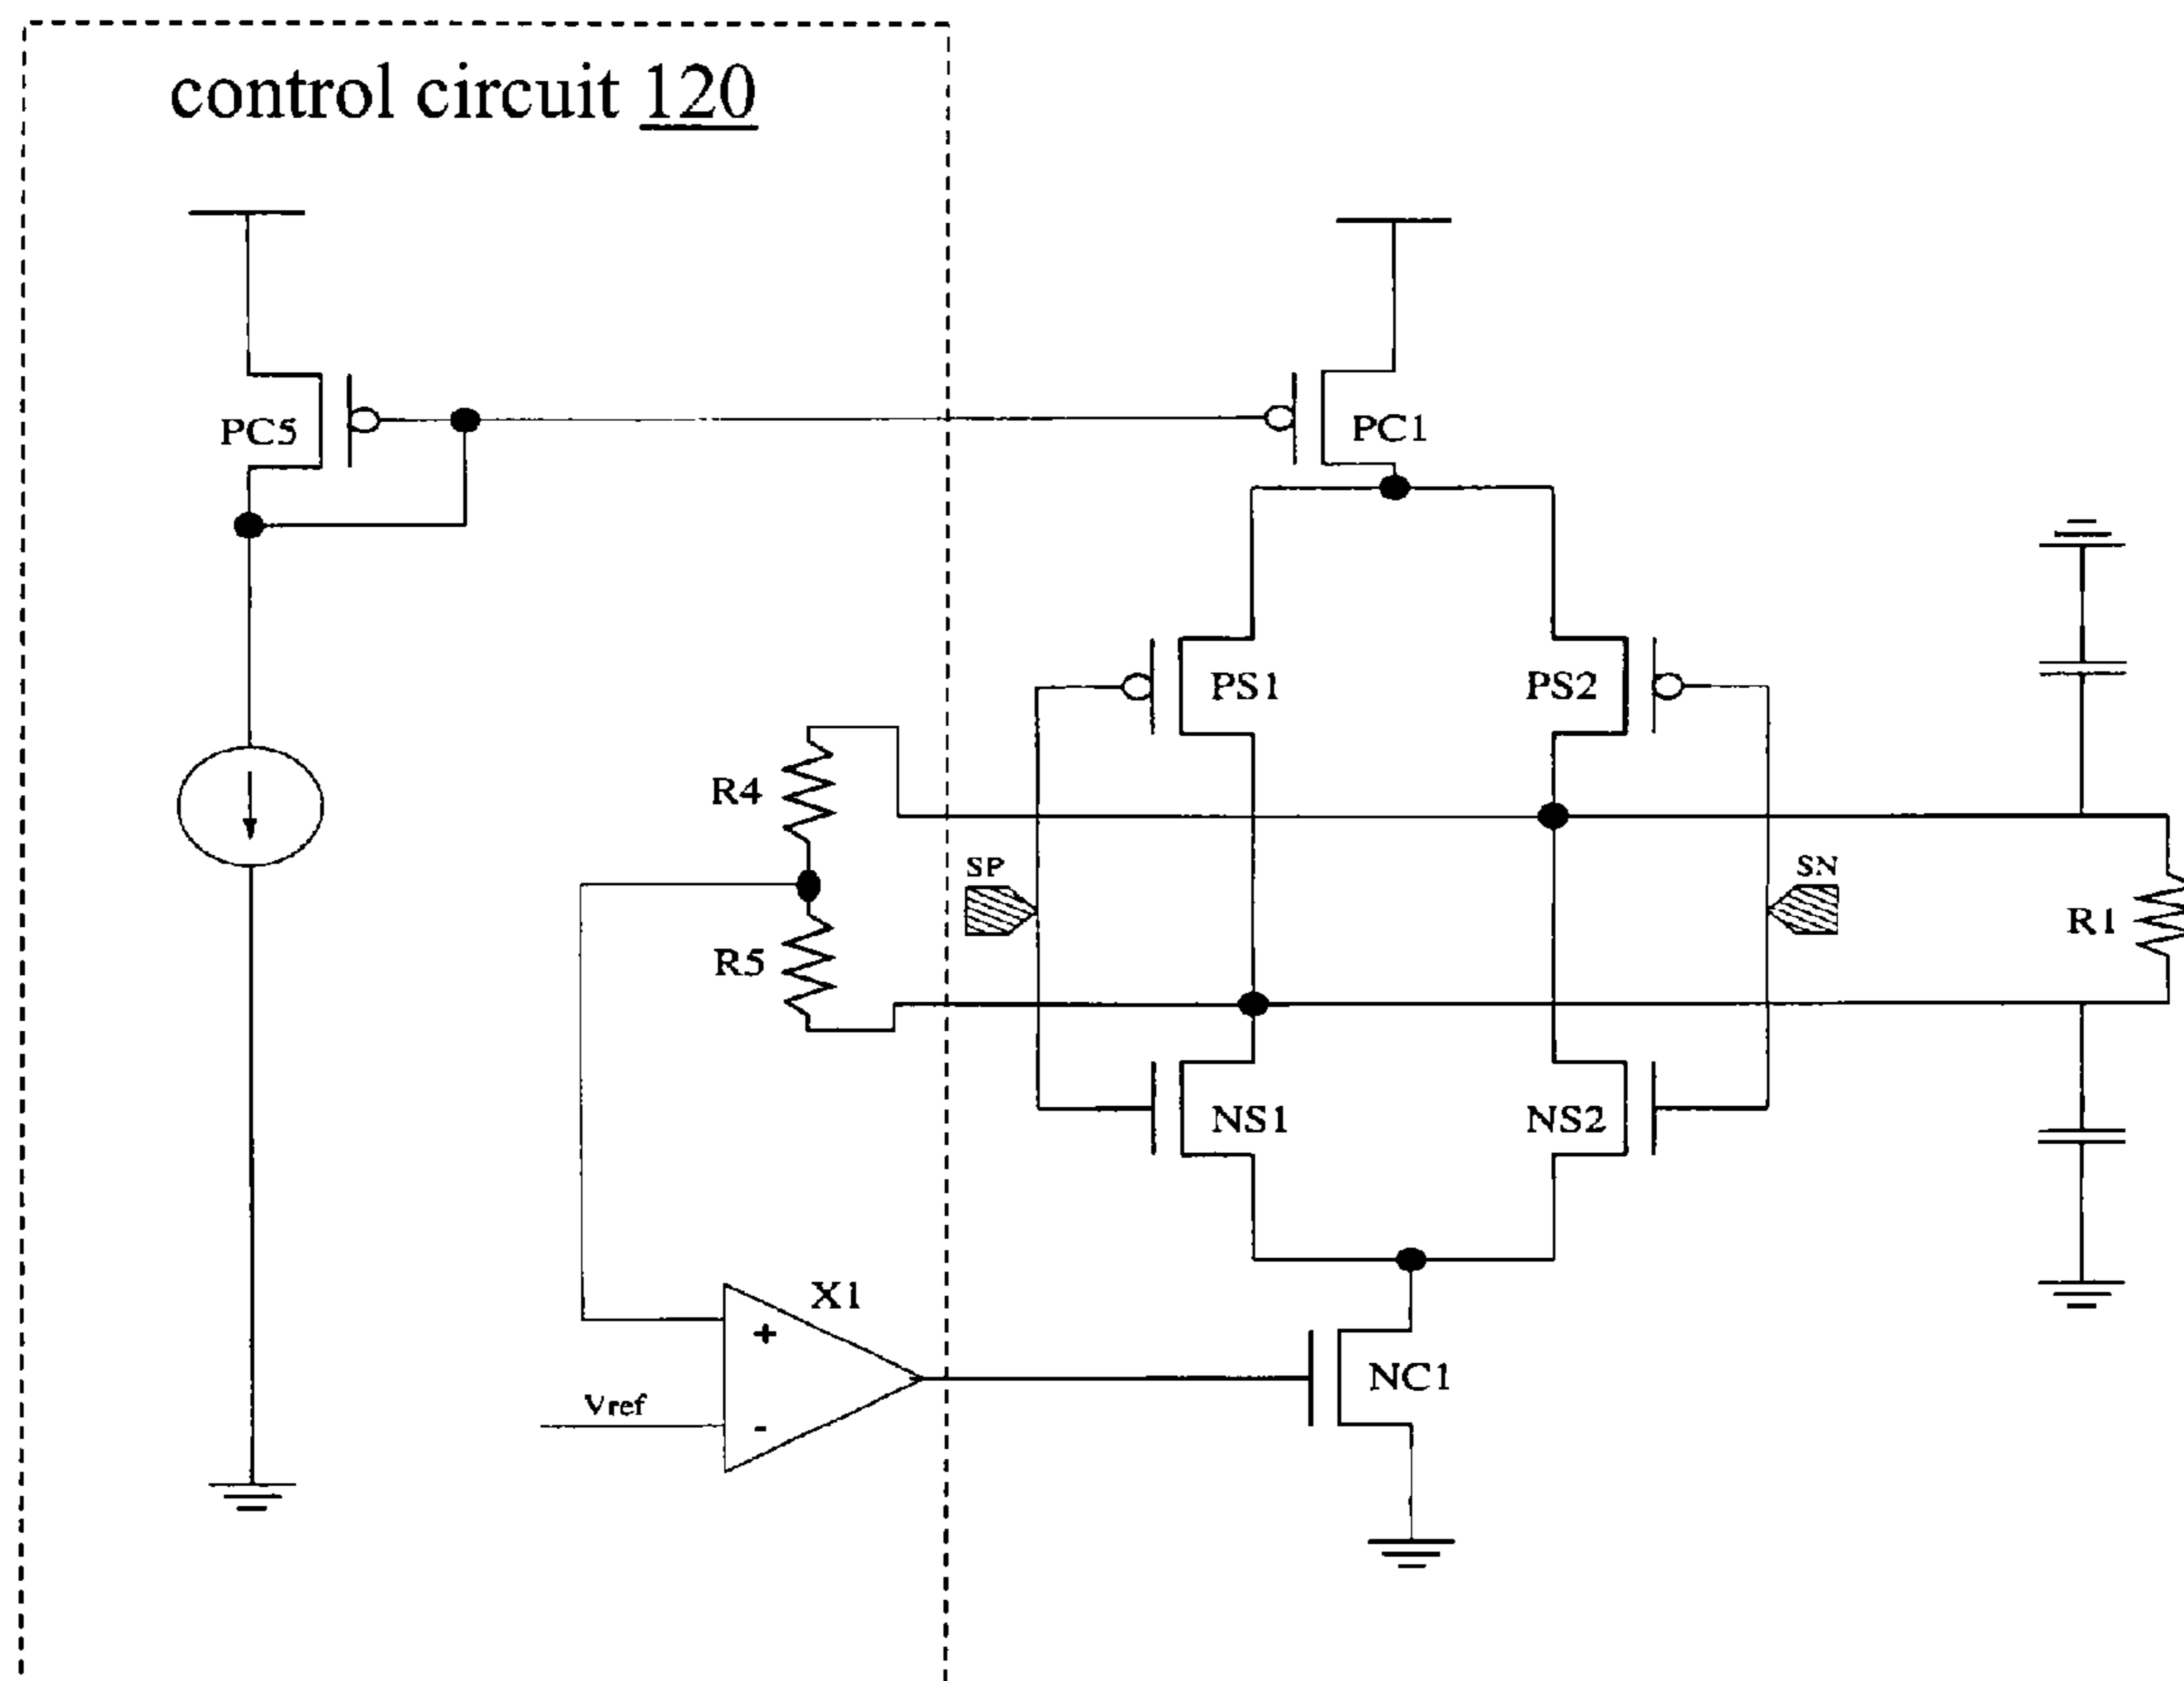 control circuit 120
PC5
PC1
PS1
PS2
R4
SP
SN
R1
R5
NS1
NS2
X1
+
NC1
Vref
-